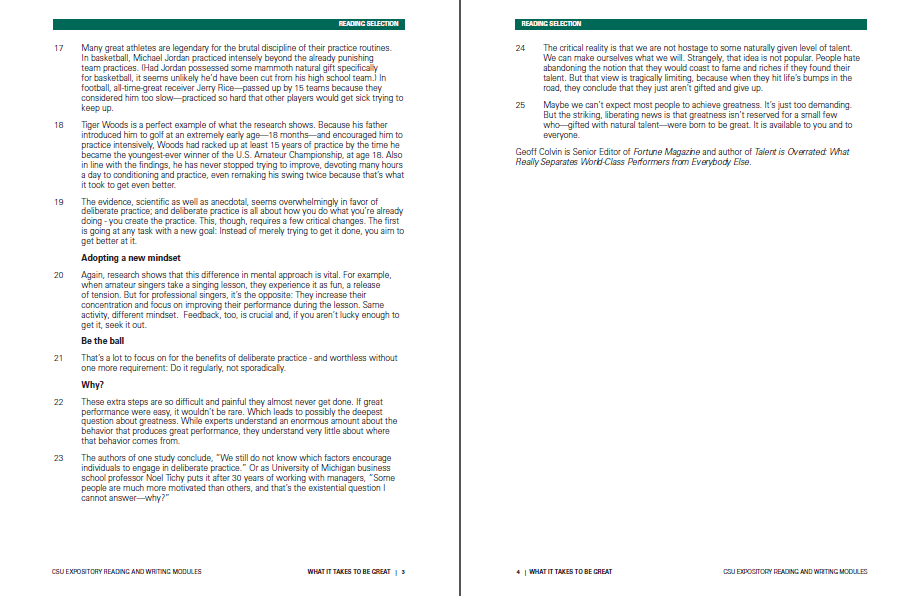 READING SELECTION
17 Many great athletes are legendary for the brutal discipline of their practice routines.
In basketball, Michael Jordan practiced intensely beyond the already punishing
team practices. (Had Jordan possessed some mammoth natural gift specifically
for basketball, it seems unlikely he'd have been cut from his high school team.) In
football, all-time-great receiver Jerry Rice—passed up by 15 teams because they
considered him too slow—practiced so hard that other players would get sick trying to
keep up.
18 Tiger Woods is a perfect example of what the research shows. Because his father
introduced him to golf at an extremely early age—18 months—and encouraged him to
practice intensively, Woods had racked up at least 15 years of practice by the time he
became the youngest-ever winner of the U.S. Amateur Championship, at age 18. Also
in line with the findings, he has never stopped trying to improve, devoting many hours
a day to conditioning and practice, even remaking his swing twice because that's what
it took to get even better.
19 The evidence, scientific as well as anecdotal, seems overwhelmingly in favor of
deliberate practice; and deliberate practice is all about how you do what you're already
doing - you create the practice. This, though, requires a few critical changes. The first
is going at any task with a new goal: Instead of merely trying to get it done, you aim to
get better at it.
Adopting a new mindset
20 Again, research shows that this difference in mental approach is vital. For example,
when amateur singers take a singing lesson, they experience it as fun, a release
of tension. But for professional singers, it's the opposite: They increase their
concentration and focus on improving their performance during the lesson. Same
activity, different mindset. Feedback, too, is crucial and, if you aren't lucky enough to
get it, seek it out.
Be the ball
21 That's a lot to focus on for the benefits of deliberate practice - and worthless without
one more requirement: Do it regularly, not sporadically.
Why?
22 These extra steps are so difficult and painful they almost never get done. If great
performance were easy, it wouldn't be rare. Which leads to possibly the deepest
question about greatness. While experts understand an enormous amount about the
behavior that produces great performance, they understand very little about where
that behavior comes from.
23 The authors of one study conclude, "We still do not know which factors encourage
individuals to engage in deliberate practice." Or as University of Michigan business
school professor Noel Tichy puts it after 30 years of working with managers, "Some
people are much more motivated than others, and that's the existential question I
cannot answer—why?"
CSU EXPOSITORY READING AND WRITING MODULES WHAT IT TAKES TO BE GREAT | 3
READING SELECTION
24 The critical reality is that we are not hostage to some naturally given level of talent.
We can make ourselves what we will. Strangely, that idea is not popular. People hate
abandoning the notion that they would coast to fame and riches if they found their
talent. But that view is tragically limiting, because when they hit life's bumps in the
road, they conclude that they just aren't gifted and give up.
25 Maybe we can't expect most people to achieve greatness. It's just too demanding.
But the striking, liberating news is that greatness isn't reserved for a small few
who—gifted with natural talent—were born to be great. It is available to you and to
everyone.
Geoff Colvin is Senior Editor of Fortune Magazine and author of Talent is Overrated: What
Really Separates World-Class Performers from Everybody Else.
4 | WHAT IT TAKES TO BE GREAT CSU EXPOSITORY READING AND WRITING MODULES